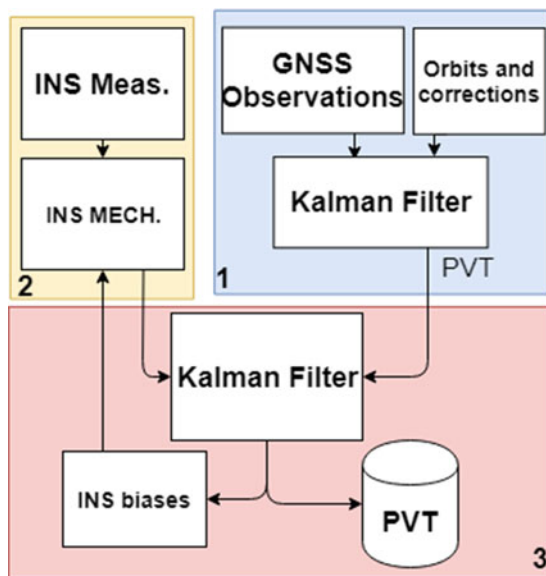 INS Meas.
GNSS
Observations
Orbits and
corrections
INS MECH.
Kalman Filter
PVT
2
1
Kalman Filter
INS biases
PVT
3